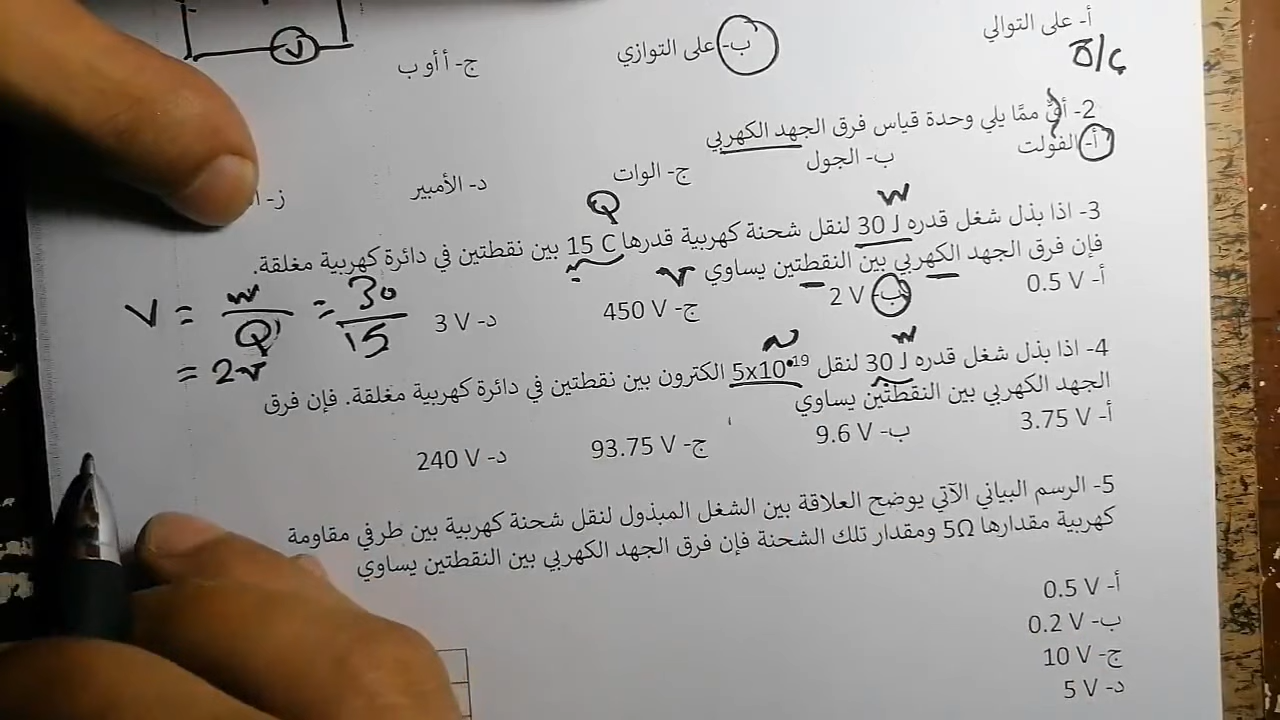 أ- على التوالي
ب- على التوازي
ج- أ أو ب
V
2- أيٌّ ممَّا يلي وحدة قياس فرق الجهد الكهربي
أ- الفولت
ب- الجول
ج- الوات
د- الأمبير
W
Q
3- اذا بذل شغل قدره 30 J لنقل شحنة كهربية قدرها 15 C بين نقطتين في دائرة كهربية مغلقة.
فإن فرق الجهد الكهربي بين النقطتين يساوي V
أ- 0.5 V
ب- 2 V
ج- 450 V
د- 3 V
V = W/Q = 30/15
= 2v
W
N
4- اذا بذل شغل قدره 30 J لنقل 5x10¹⁹ الكترون بين نقطتين في دائرة كهربية مغلقة. فإن فرق
الجهد الكهربي بين النقطتين يساوي
أ- 3.75 V
ب- 9.6 V
ج- 93.75 V
د- 240 V
5- الرسم البياني الآتي يوضح العلاقة بين الشغل المبذول لنقل شحنة كهربية بين طرفي مقاومة
كهربية مقدارها 5Ω ومقدار تلك الشحنة فإن فرق الجهد الكهربي بين النقطتين يساوي
أ- 0.5 V
ب- 0.2 V
ج- 10 V
د- 5 V